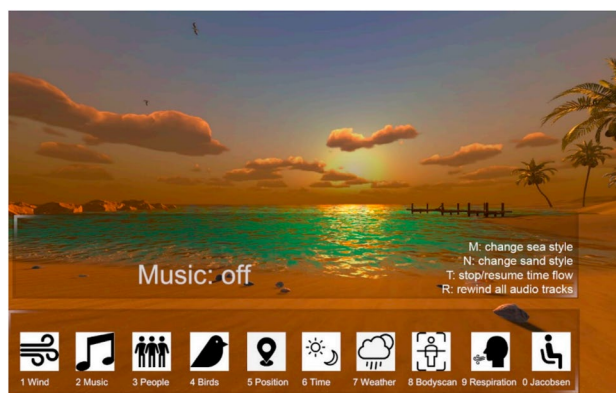 M: change sea style
N: change sand style
Music: off
T: stop/resume time flow
R: rewind all audio tracks
1 Wind
2 Music
3 People
4 Birds
5 Position
6 Time
7 Weather
8 Bodyscan
9 Respiration
0 Jacobsen